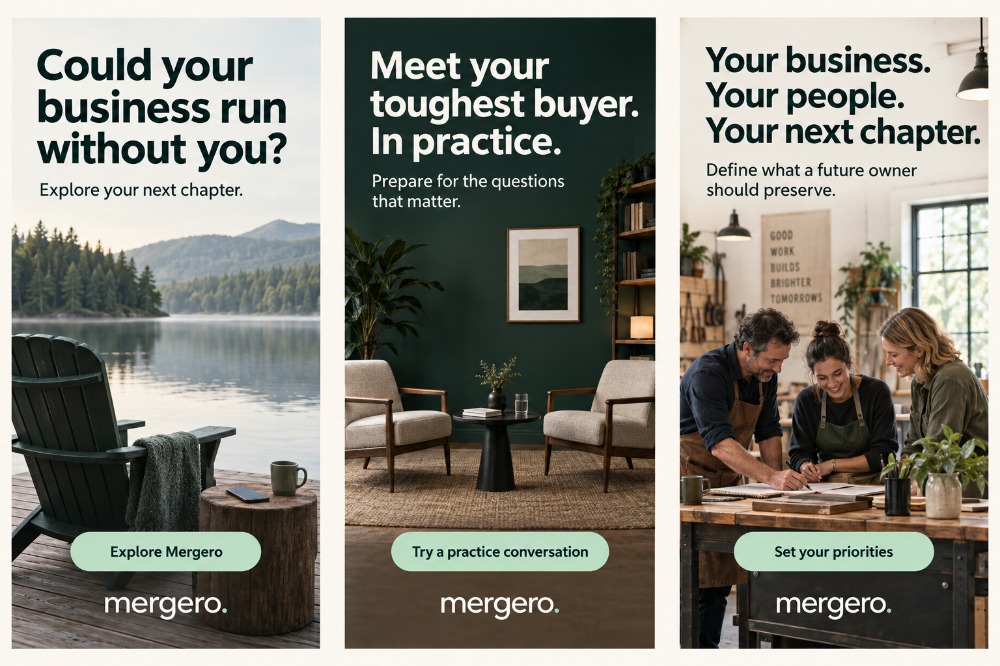 Could your
business run
without you?
Explore your next chapter.
Explore Mergero
mergero.
Meet your
toughest buyer.
In practice.
Prepare for the questions
that matter.
Try a practice conversation
mergero.
Your business.
Your people.
Your next chapter.
Define what a future owner
should preserve.
GOOD
WORK
BUILDS
BRIGHTER
TOMORROWS
Set your priorities
mergero.